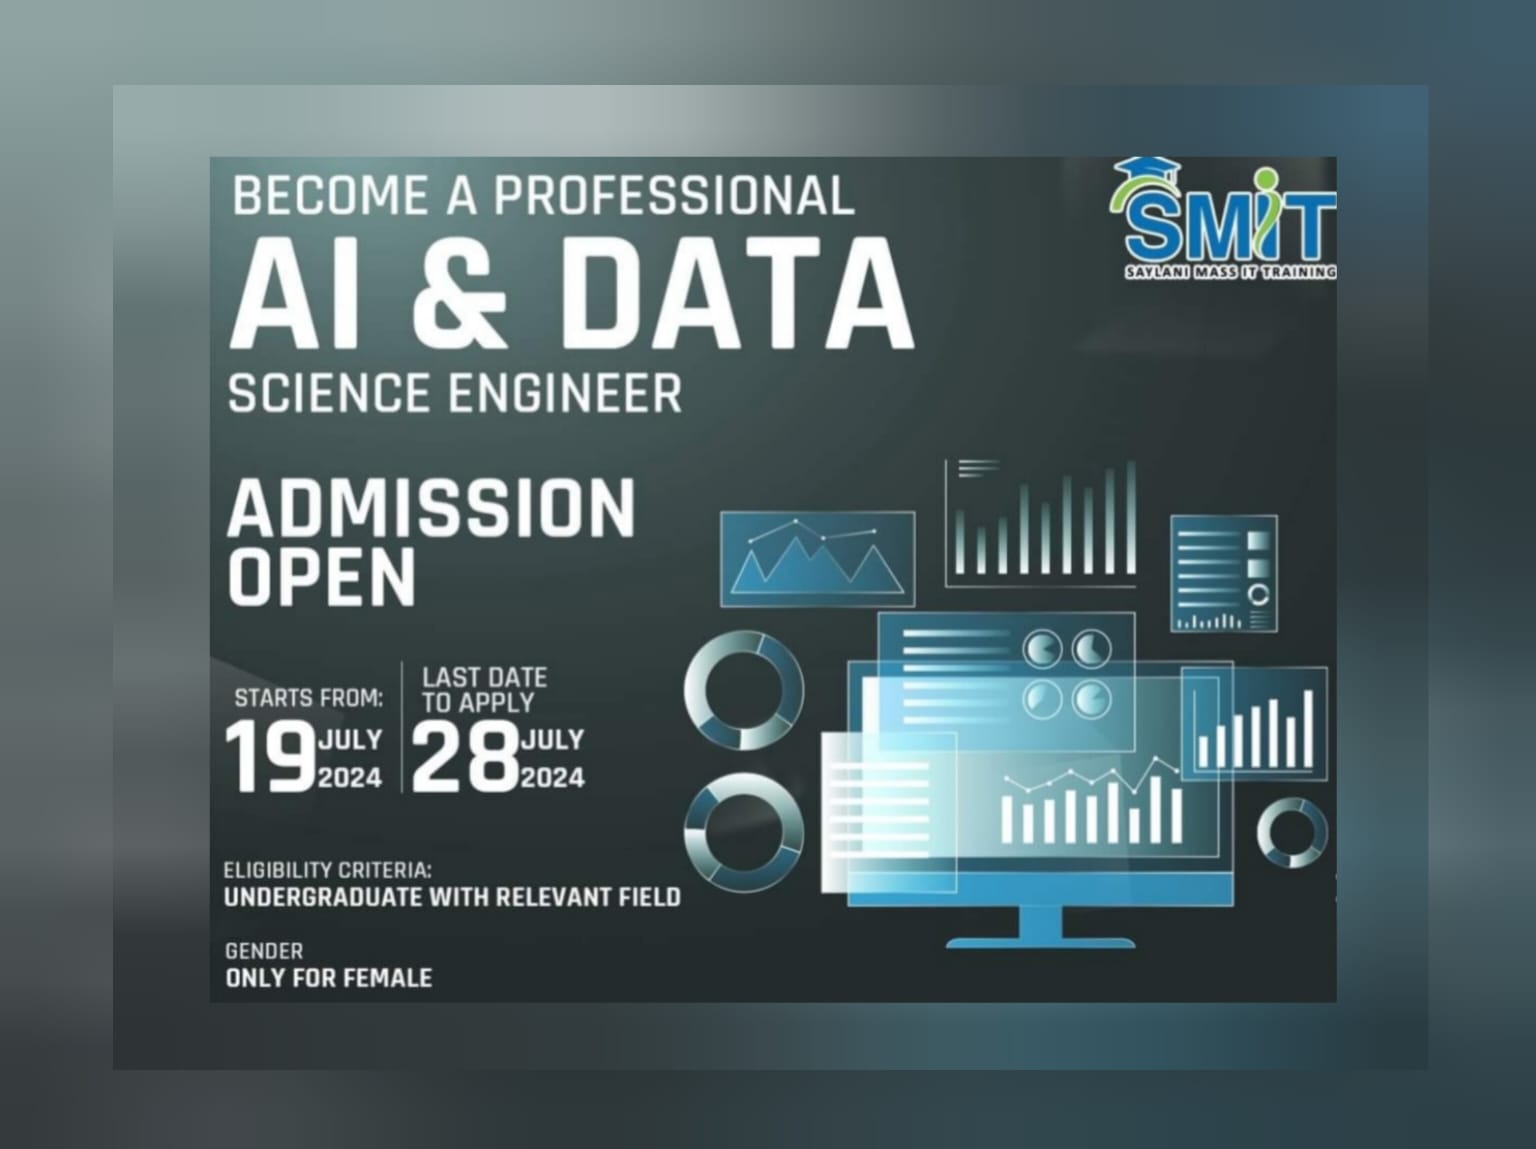 BECOME A PROFESSIONAL
AI & DATA
SCIENCE ENGINEER
SMiT
SAYLANI MASS IT TRAINING
ADMISSION
OPEN
STARTS FROM:
19 JULY
2024
LAST DATE
TO APPLY
28 JULY
2024
ELIGIBILITY CRITERIA:
UNDERGRADUATE WITH RELEVANT FIELD
GENDER
ONLY FOR FEMALE